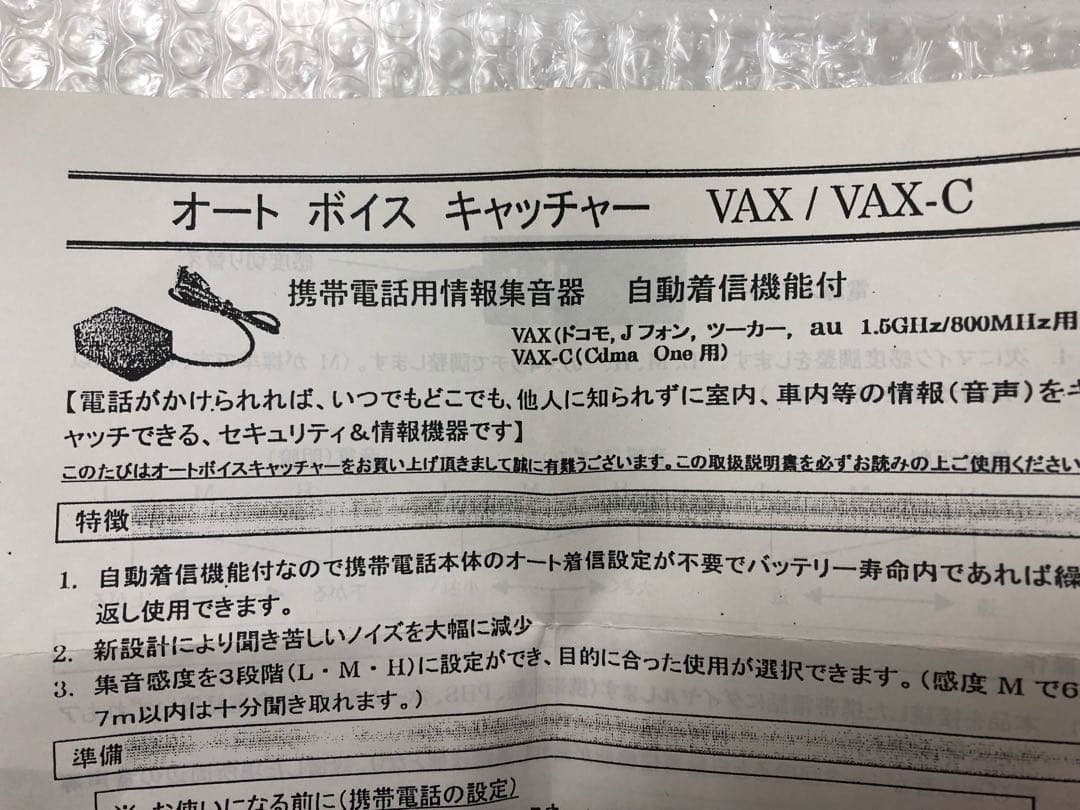 オート ボイス キャッチャー VAX / VAX-C
携帯電話用情報集音器 自動着信機能付
VAX(ドコモ, Jフォン, ツーカー, au 1.5GHz/800MHz用
VAX-C(Cdma One用)
【電話がかけられれば、いつでもどこでも、他人に知られずに室内、車内等の情報(音声)をキ
ャッチできる、セキュリティ&情報機器です】
このたびはオートボイスキャッチャーをお買い上げ頂きまして誠に有難うございます。この取扱説明書を必ずお読みの上ご使用ください
特徴
1. 自動着信機能付なので携帯電話本体のオート着信設定が不要でバッテリー寿命内であれば繰
返し使用できます。
2. 新設計により聞き苦しいノイズを大幅に減少
3. 集音感度を3段階(L・M・H)に設定ができ、目的に合った使用が選択できます。(感度 M で6
7m以内は十分聞き取れます。)
準備
※ お使いになる前に(携帯電話の設定)